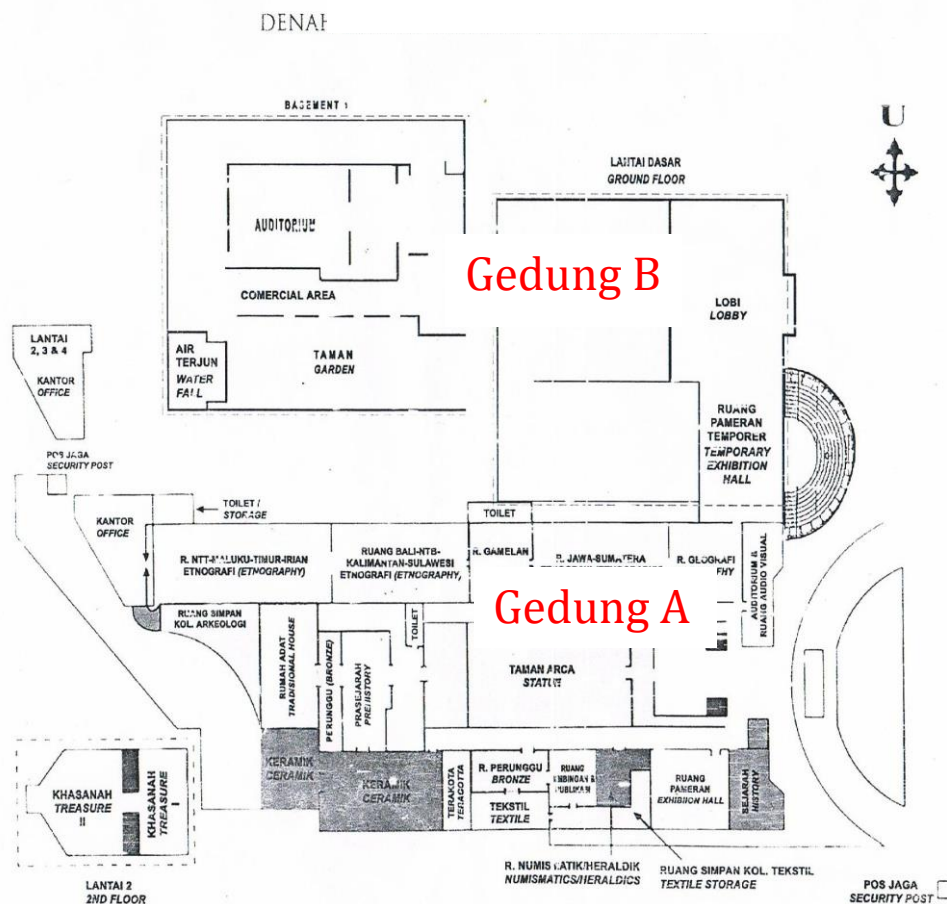 BASEMENT
U
LANTAI DASAR
GROUND FLOOR
AUDITORIUM
Gedung B
COMERCIAL AREA
LOBI
LOBBY
LANTAI
2, 3 & 4
KANTOR
OFFICE
AIR
TERJUN
WATER
FALL
TAMAN
GARDEN
RUANG
PAMERAN
TEMPORER
TEMPORARY
EXHIBITION
HALL
POS JAGA
SECURITY POST
TOILET /
STORAGE
KANTOR
OFFICE
TOILET
R. NTT-MALUKU-TIMUR-IRIAN
ETNOGRAFI (ETNOGRAPHY)
RUANG BALI-NTB-
KALIMANTAN-SULAWESI
ETNOGRAFI (ETNOGRAPHY,
R. GAMELAN
R. JAWA-SUMATERA
AUDITORIUM &
RUANG AUDIO VISUAL
Gedung A
RUANG SIMPAN
KOL. ARKEOLOGI
RUMAH ADAT
TRADISIONAL HOUSE
PERUNGGU (BRONZE)
PRASEJARAH
PREHISTORY
TOILET
TAMAN ARCA
KERAMIK
CERAMIK
KERAMIK
CERAMIK
TERAKOTA
TERACOTTA
R. PERUNGGU
BRONZE
TEKSTIL
TEXTILE
RUANG
RUANG
PAMERAN
EXHIBITION HALL
SEJARAH
HISTORY
KHASANAH
TREASURE
II
KHASANAH
TREASURE
I
LANTAI 2
2ND FLOOR
NUMISMATICS/HERALDICS
RUANG SIMPAN KOL. TEKSTIL
TEXTILE STORAGE
POS JAGA
SECURITY POST